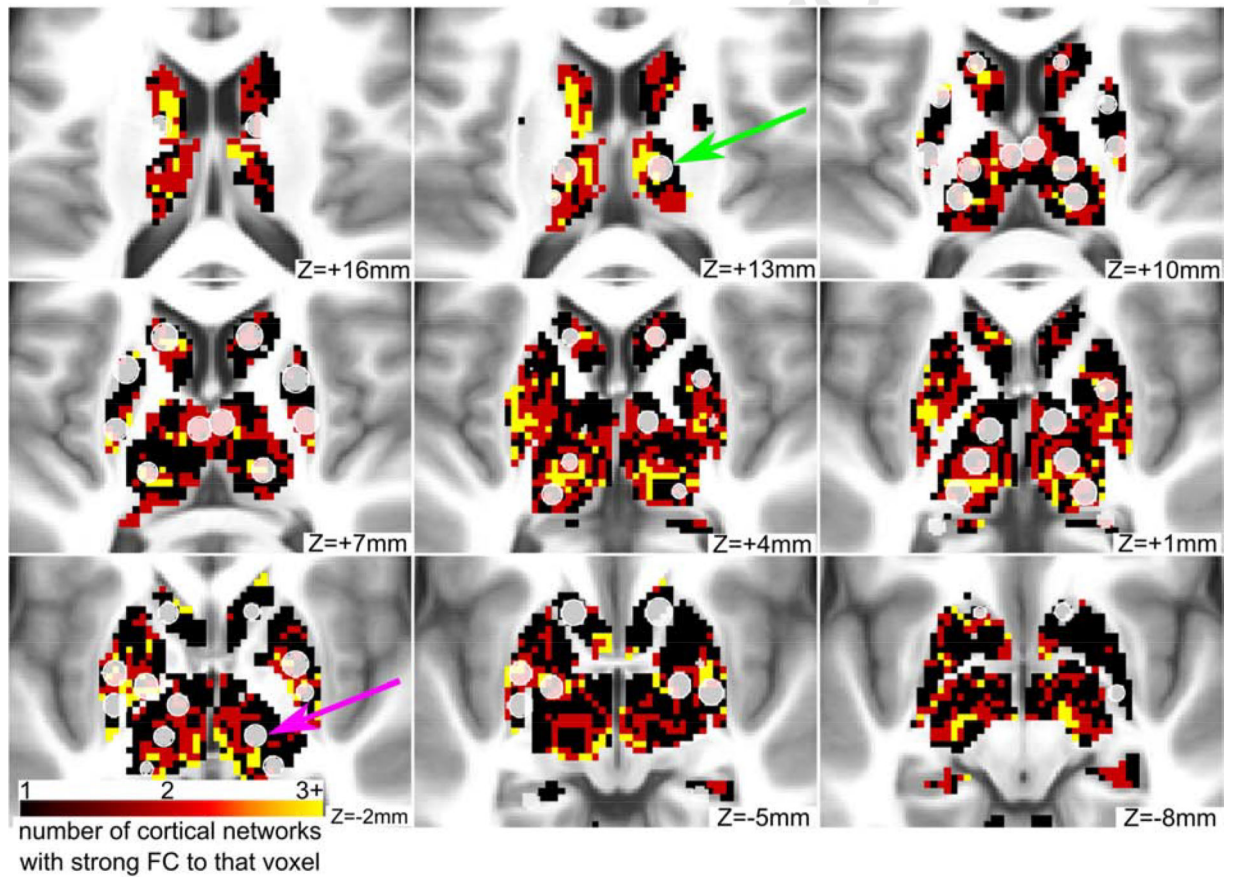 Z=+16mm
Z=+13mm
Z=+10mm
Z=+7mm
Z=+4mm
Z=+1mm
1 2 3+
Z=-2mm
Z=-5mm
Z=-8mm
number of cortical networks
with strong FC to that voxel